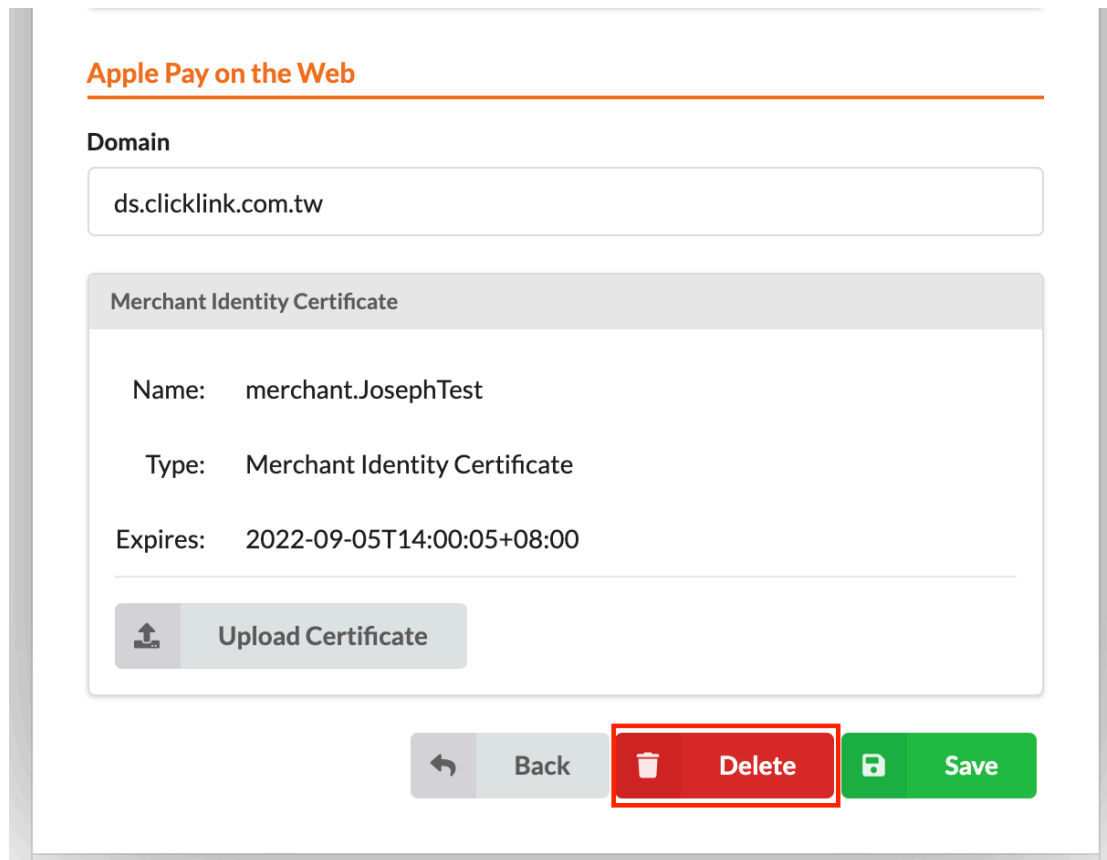 Apple Pay on the Web
Domain
ds.clicklink.com.tw
Merchant Identity Certificate
Name: merchant.JosephTest
Type: Merchant Identity Certificate
Expires: 2022-09-05T14:00:05+08:00
Upload Certificate
Back Delete Save